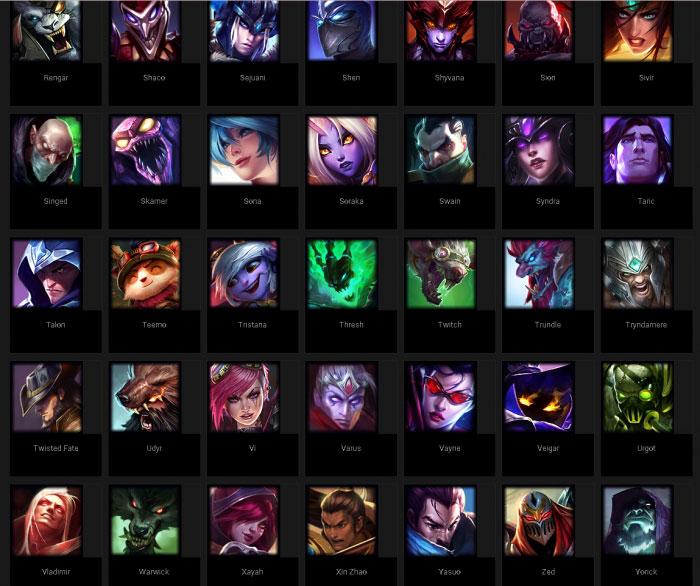 Rengar
Shaco
Sejuani
Shen
Shyvana
Sion
Sivir
Singed
Skarner
Sona
Soraka
Swain
Syndra
Taric
Talon
Teemo
Tristana
Thresh
Twitch
Trundle
Tryndamere
Twisted Fate
Udyr
Vi
Varus
Vayne
Veigar
Urgot
Vladimir
Warwick
Xayah
Xin Zhao
Yasuo
Zed
Yorick